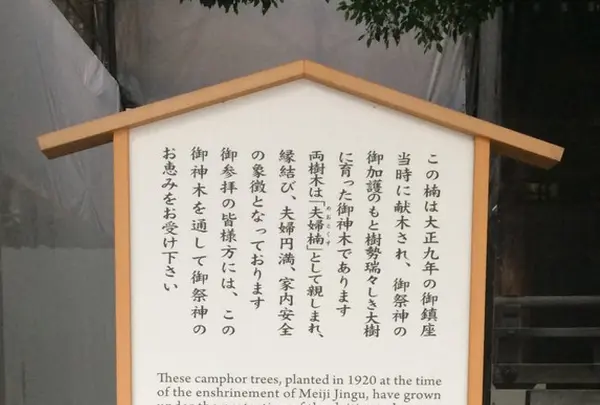 この楠は大正九年の御鎮座
当時に献木され、御祭神の
御加護のもと樹勢瑞々しき大樹
に育った御神木であります
両樹木は「夫婦楠」として親しまれ、
めおとくす
縁結び、夫婦円満、家内安全
の象徴となっております
御参拝の皆様方には、この
御神木を通して御祭神の
お恵みをお受け下さい
These camphor trees, planted in 1920 at the time
of the enshrinement of Meiji Jingu, have grown